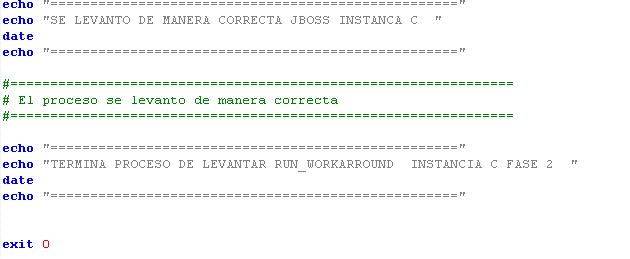 echo "==================================================="
echo "SE LEVANTO DE MANERA CORRECTA JBOSS INSTANCA C  "
date
echo "==================================================="
#===============================================================
# El proceso se levanto de manera correcta
#===============================================================
echo "==================================================="
echo "TERMINA PROCESO DE LEVANTAR RUN_WORKARROUND  INSTANCIA C FASE 2  "
date
echo "==================================================="
exit 0